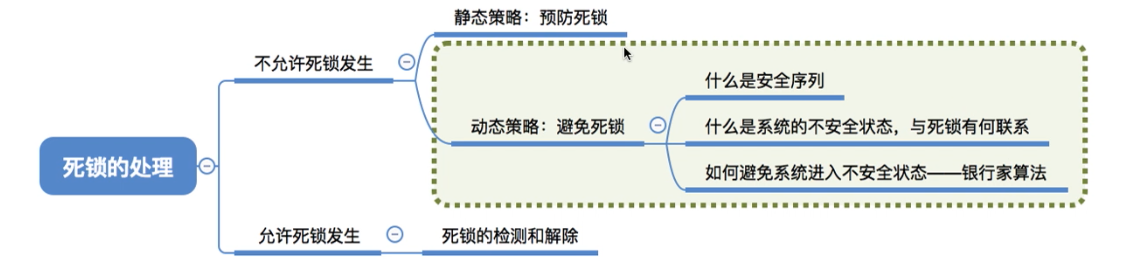 静态策略：预防死锁
不允许死锁发生
什么是安全序列
动态策略：避免死锁
什么是系统的不安全状态，与死锁有何联系
死锁的处理
如何避免系统进入不安全状态——银行家算法
允许死锁发生
死锁的检测和解除